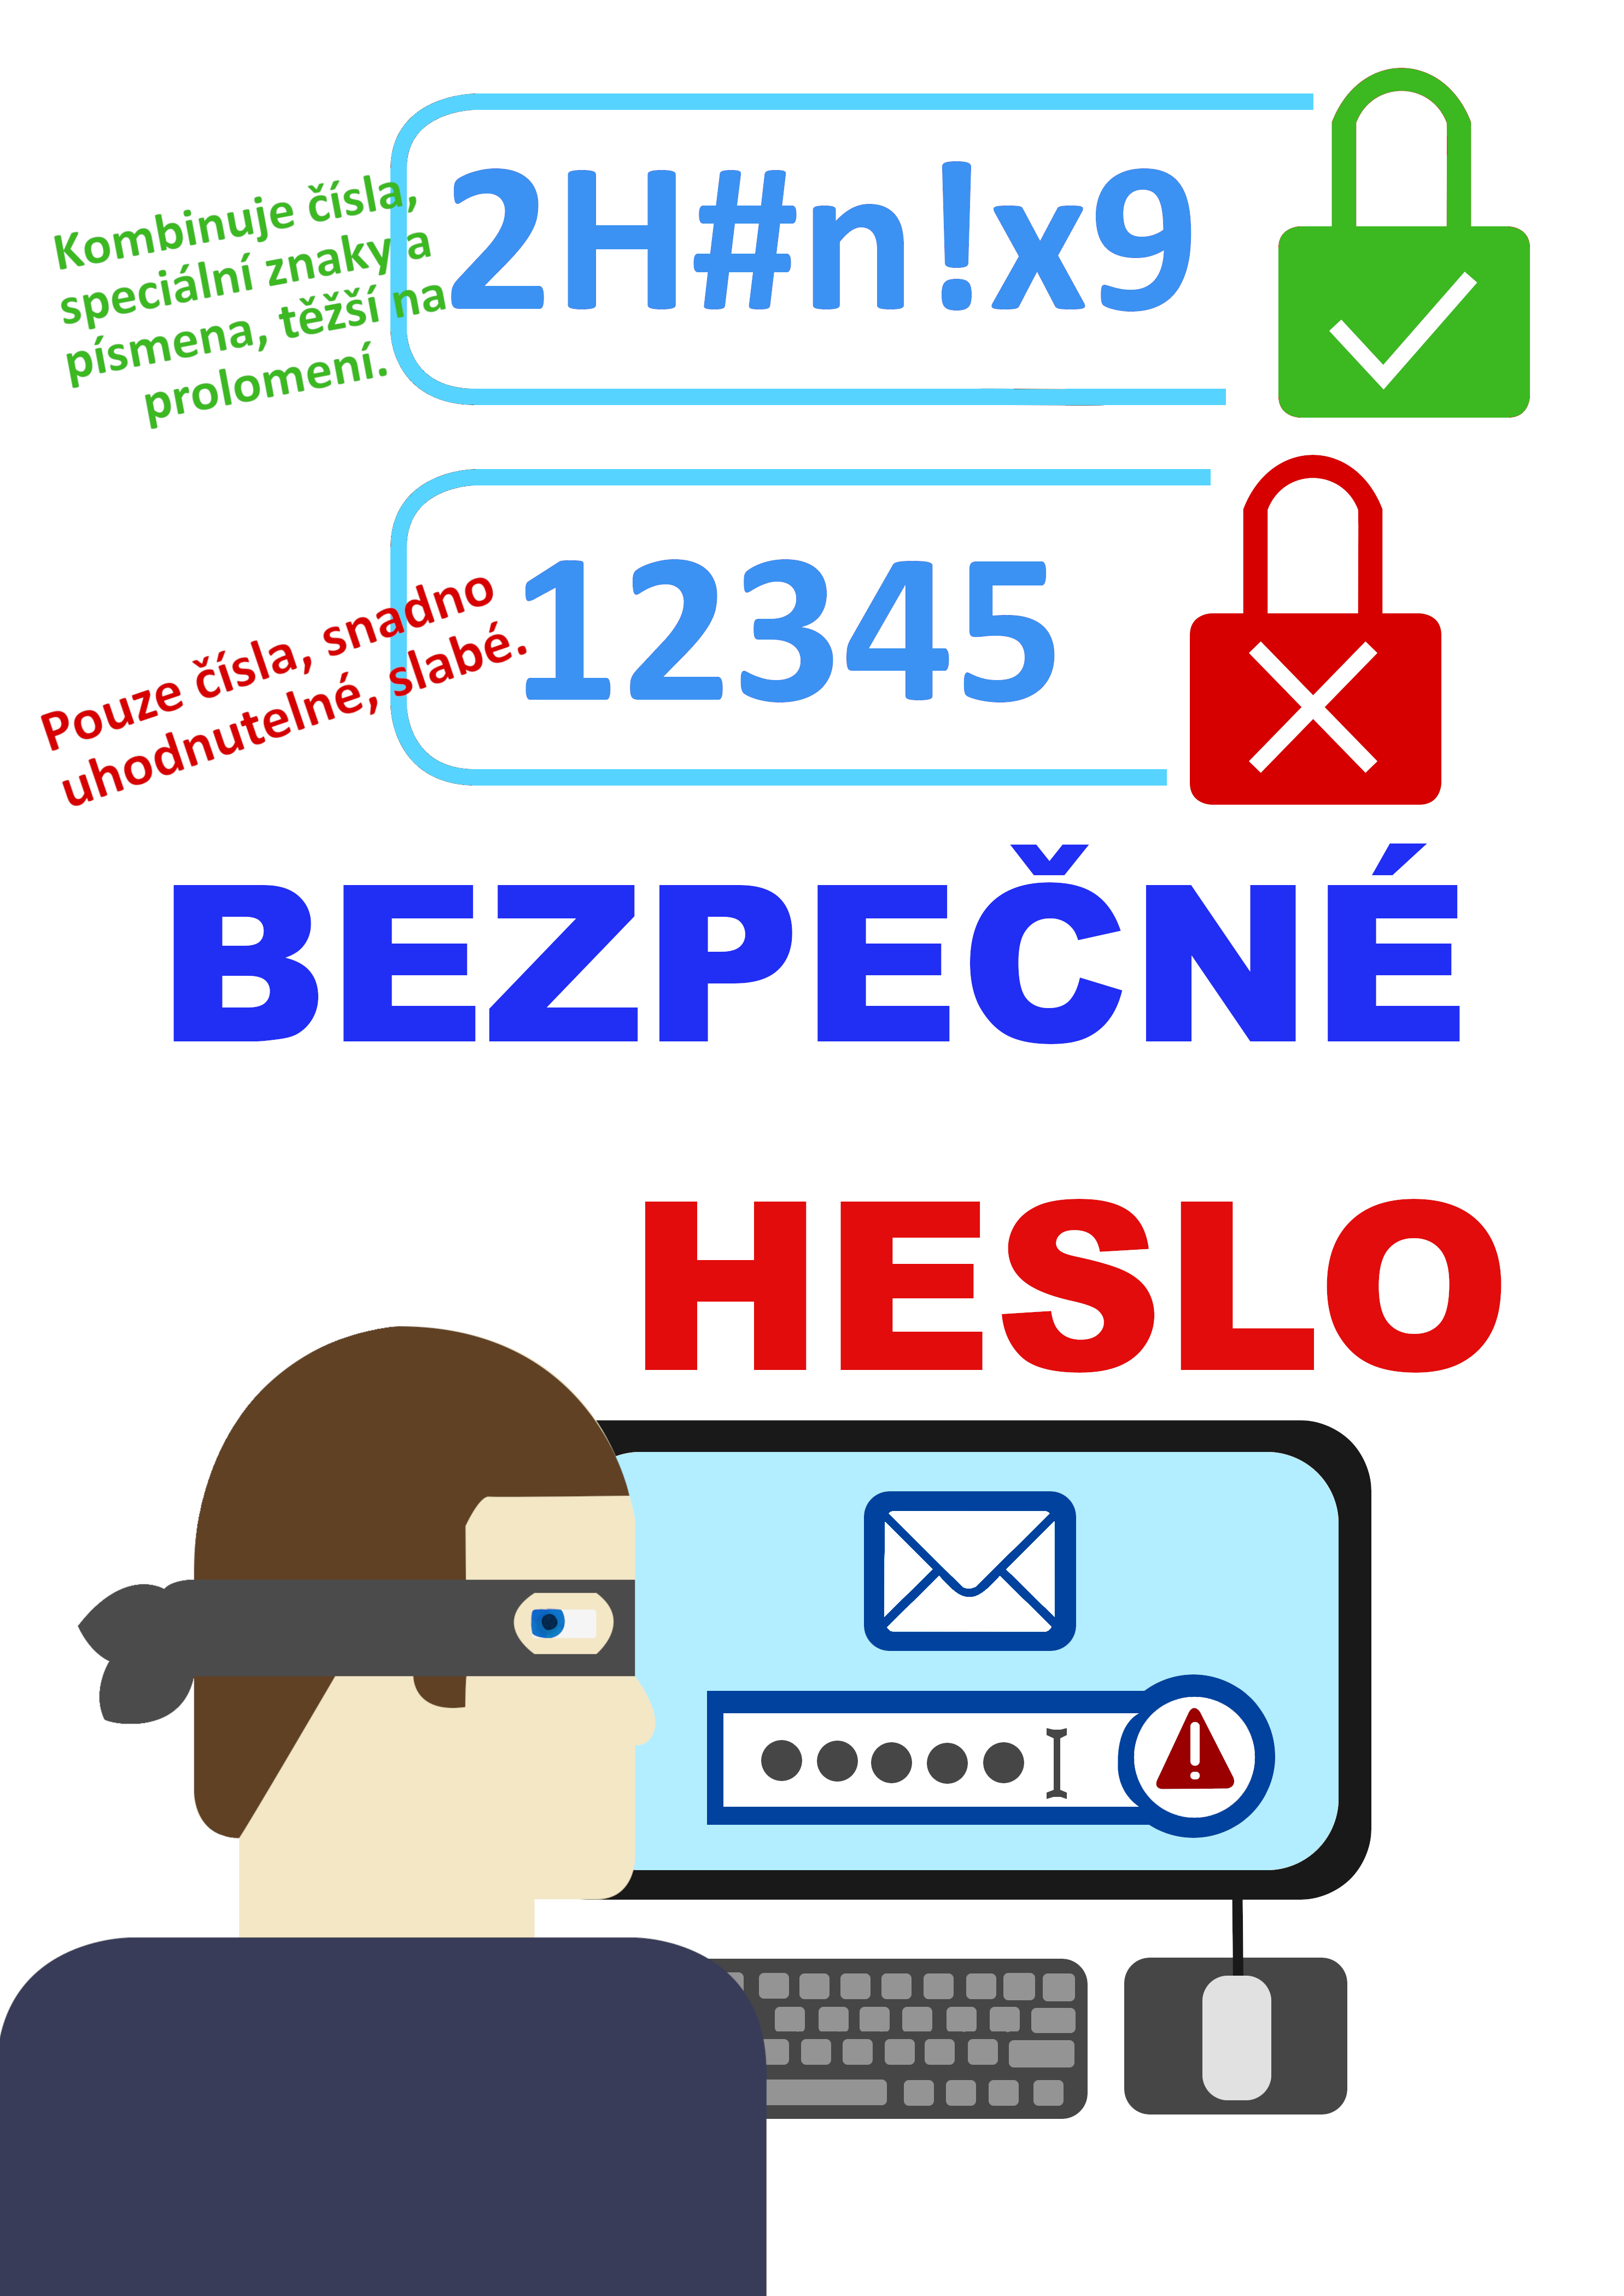 Kombinuje čísla,
speciální znaky a
písmena, těžší na
prolomení.
2H#n!x9
Pouze čísla, snadno
uhodnutelné, slabé.
12345
BEZPEČNÉ
HESLO